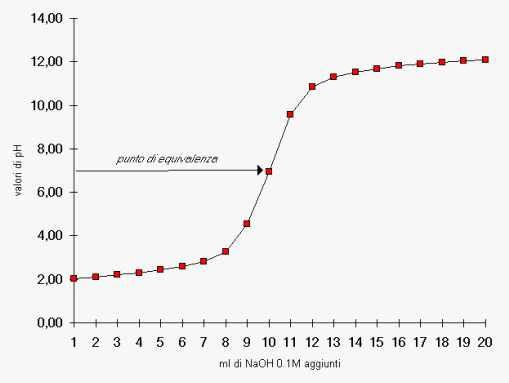 14,00
12,00
10,00
8,00
6,00
4,00
2,00
0,00
valori di pH
punto di equivalenza
1 2 3 4 5 6 7 8 9 10 11 12 13 14 15 16 17 18 19 20
ml di NaOH 0.1M aggiunti